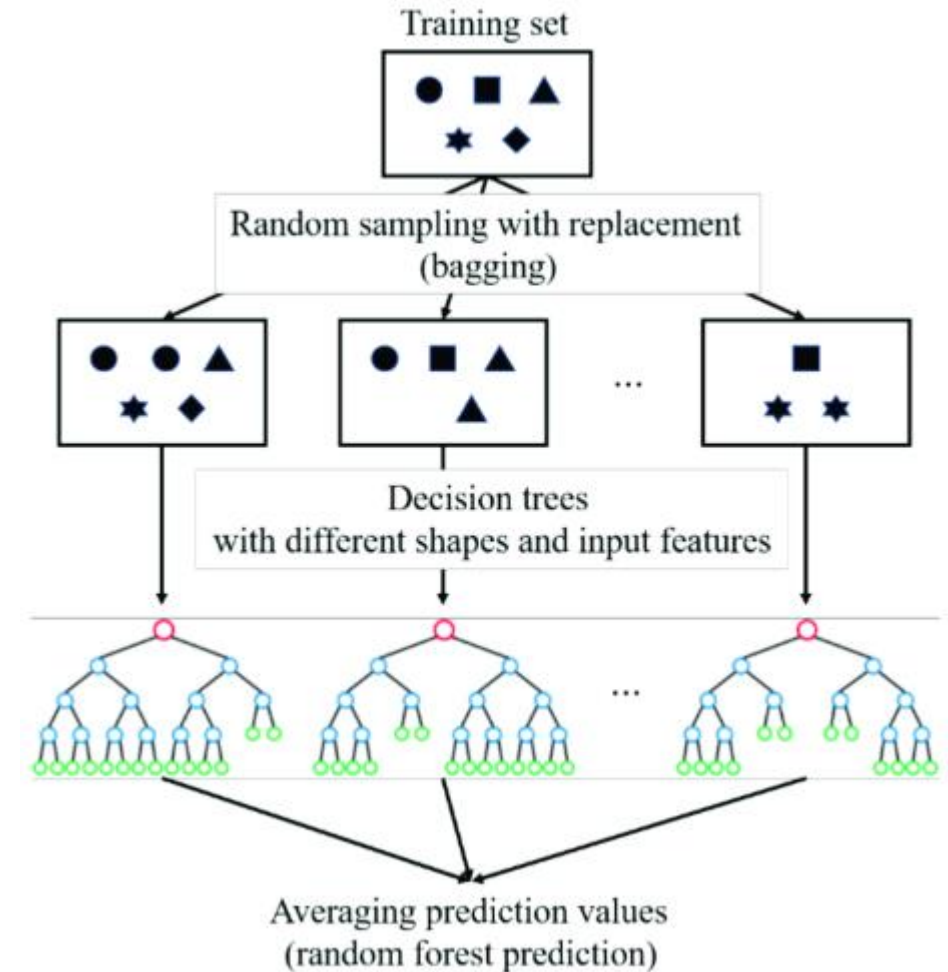 Training set
Random sampling with replacement
(bagging)
...
Decision trees
with different shapes and input features
...
Averaging prediction values
(random forest prediction)